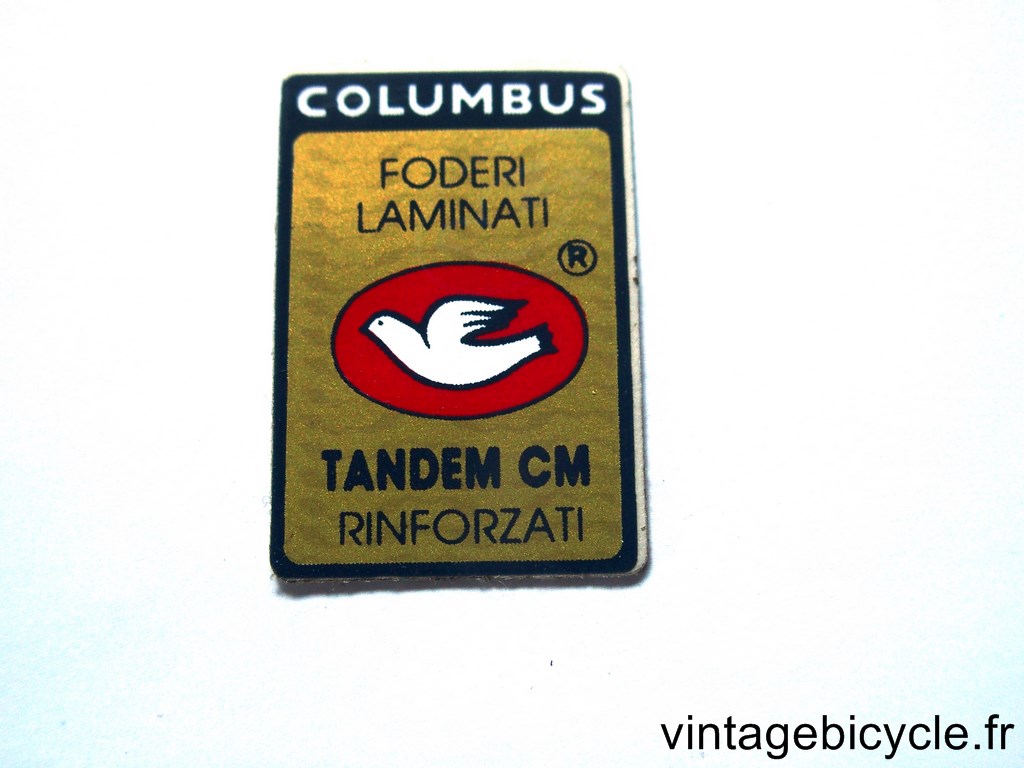 COLUMBUS
FODERI
LAMINATI
®
TANDEM CM
RINFORZATI
vintagebicycle.fr